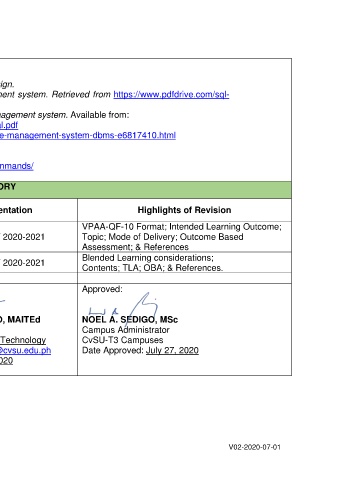 ign.
ment system. Retrieved from https://www.pdfdrive.com/sql-
nagement system. Available from:
ql.pdf
e-management-system-dbms-e6817410.html
mmands/
ORY
entation Highlights of Revision
2020-2021 VPAA-QF-10 Format; Intended Learning Outcome;
Topic; Mode of Delivery; Outcome Based
Assessment; & References
2020-2021 Blended Learning considerations;
Contents; TLA; OBA; & References.
Approved:
O, MAITEd NOEL A. SEDIGO, MSc
Campus Administrator
Technology CvSU-T3 Campuses
@cvsu.edu.ph Date Approved: July 27, 2020
020
V02-2020-07-01